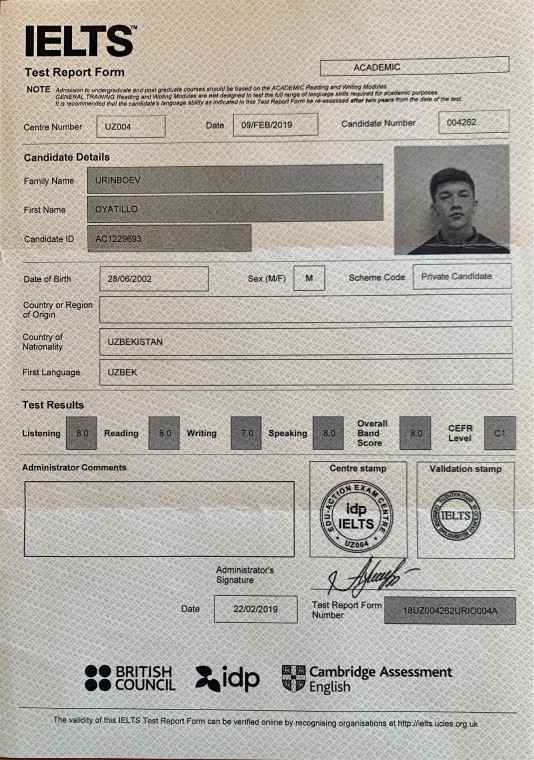 IELTS™
Test Report Form
ACADEMIC
NOTE Admission to undergraduate and post graduate courses should be based on the ACADEMIC Reading and Writing Modules.
GENERAL TRAINING Reading and Writing Modules are not designed to test the full range of language skills required for academic purposes.
It is recommended that the candidate's language ability as indicated in this Test Report Form be re-assessed after two years from the date of the test.
Centre Number UZ004 Date 09/FEB/2019 Candidate Number 004262
Candidate Details
Family Name URINBOEV
First Name OYATILLO
Candidate ID AC1229693
Date of Birth 28/06/2002 Sex (M/F) M Scheme Code Private Candidate
Country or Region
of Origin
Country of
Nationality UZBEKISTAN
First Language UZBEK
Test Results
Listening 8.0 Reading 8.0 Writing 7.0 Speaking 8.0 Overall Band Score 8.0 CEFR Level C1
Administrator Comments
Centre stamp
Validation stamp
EDU-ACTION EXAM CENTRE
idp
IELTS
UZ004
IELTS
Administrator's
Signature
Date 22/02/2019
Test Report Form
Number 18UZ004262URIO004A
BRITISH
COUNCIL
idp
Cambridge Assessment
English
The validity of this IELTS Test Report Form can be verified online by recognising organisations at http://ielts.ucles.org.uk